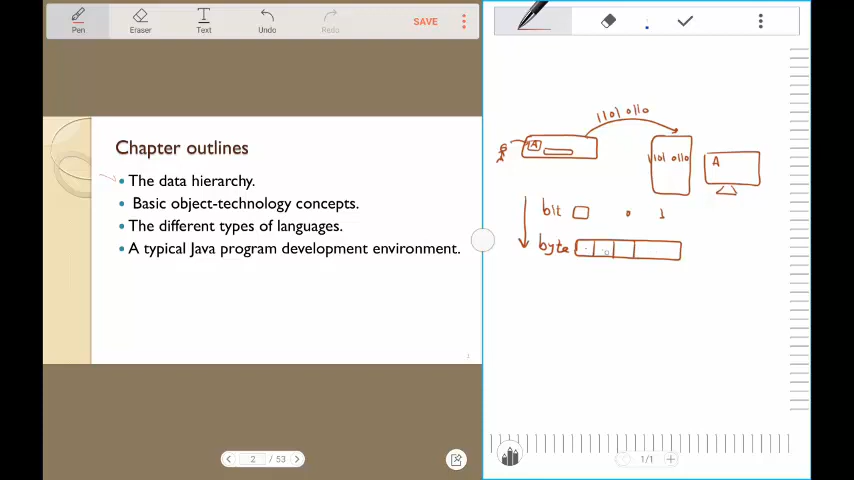 Pen
Eraser
Text
Undo
Redo
SAVE
Chapter outlines
• The data hierarchy.
• Basic object-technology concepts.
• The different types of languages.
• A typical Java program development environment.
1
2 / 53
1101 0110
A
1101 0110
A
bit 0 1
byte
1/1